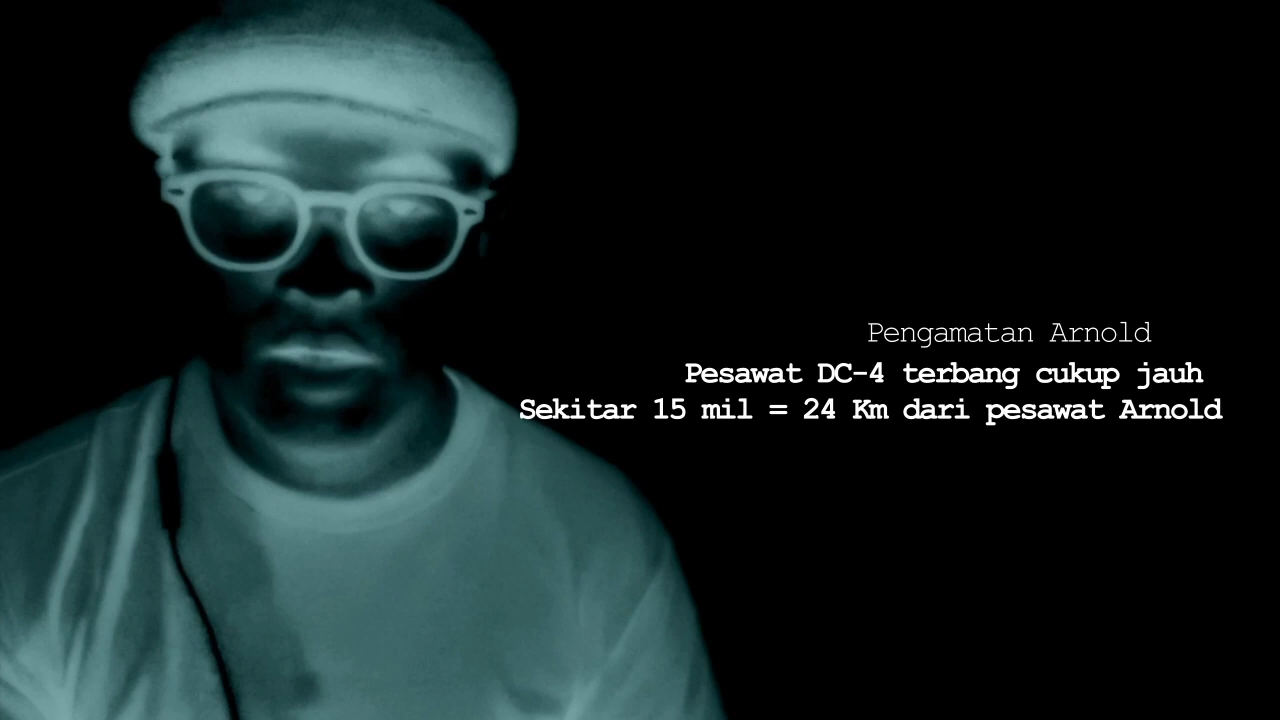 Pengamatan Arnold
Pesawat DC-4 terbang cukup jauh
Sekitar 15 mil = 24 Km dari pesawat Arnold